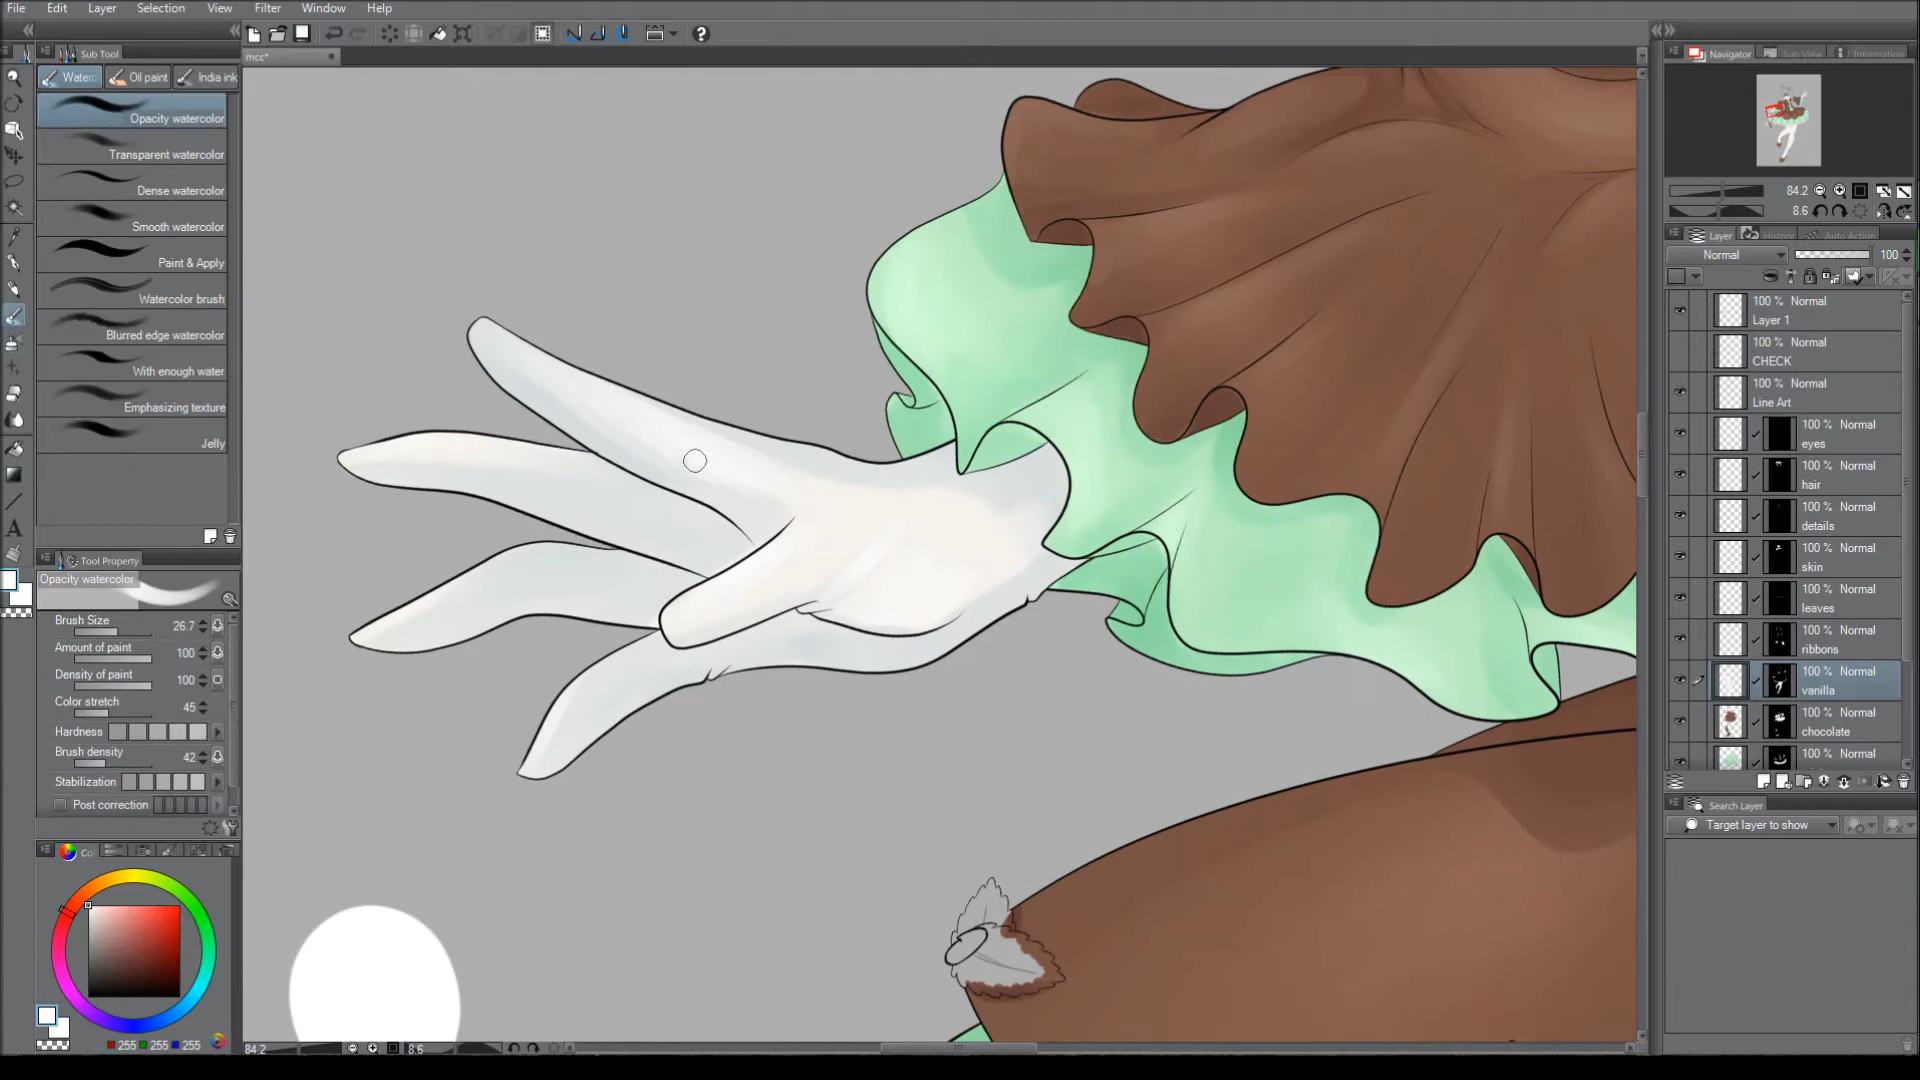 File Edit Layer Selection View Filter Window Help
mcc*
Sub Tool
Waterc Oil paint India ink
Opacity watercolor
Transparent watercolor
Dense watercolor
Smooth watercolor
Paint & Apply
Watercolor brush
Blurred edge watercolor
With enough water
Emphasizing texture
Jelly
Tool Property
Opacity watercolor
Brush Size 26.7
Amount of paint 100
Density of paint 100
Color stretch 45
Hardness
Brush density 42
Stabilization
Post correction
Co
255 255 255
84.2 8.6
Navigator Sub View Information
84.2
8.6
Layer History Auto Action
Normal 100
100 % Normal
Layer 1
100 % Normal
CHECK
100 % Normal
Line Art
100 % Normal
eyes
100 % Normal
hair
100 % Normal
details
100 % Normal
skin
100 % Normal
leaves
100 % Normal
ribbons
100 % Normal
vanilla
100 % Normal
chocolate
100 % Normal
Search Layer
Target layer to show